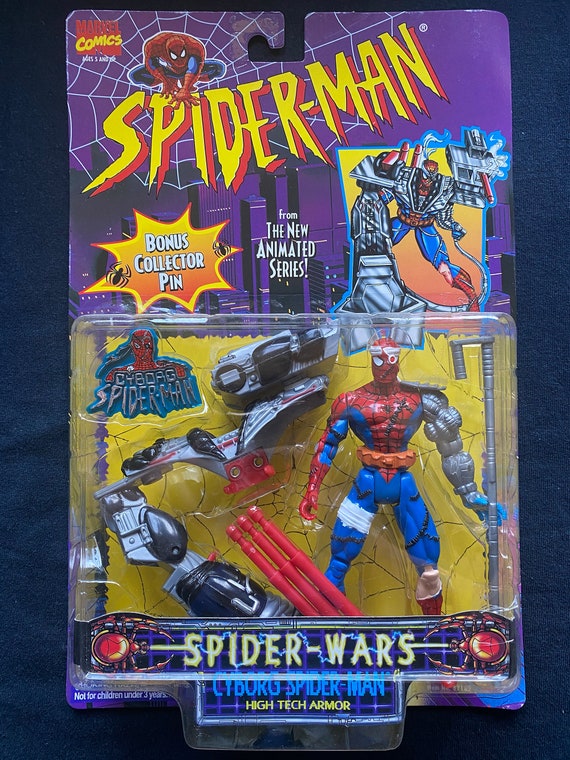 MARVEL
COMICS
AGES 5 AND UP
SPIDER-MAN®
from
THE NEW
ANIMATED
SERIES!
BONUS
COLLECTOR
PIN
CYBORG
SPIDER-MAN
SPIDER-WARS
CYBORG SPIDER-MAN
HIGH TECH ARMOR
Not for children under 3 years.